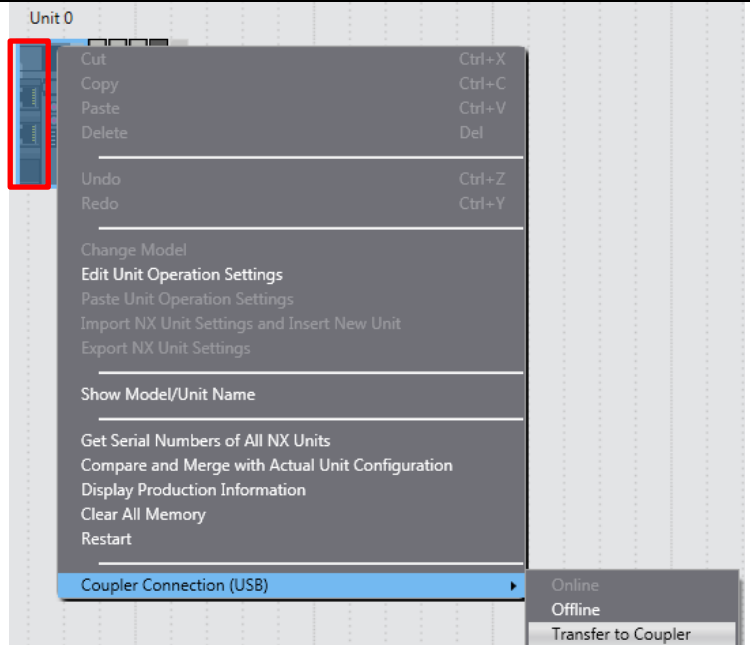 Unit 0
Cut Ctrl+X
Copy Ctrl+C
Paste Ctrl+V
Delete Del
Undo Ctrl+Z
Redo Ctrl+Y
Change Model
Edit Unit Operation Settings
Paste Unit Operation Settings
Import NX Unit Settings and Insert New Unit
Export NX Unit Settings
Show Model/Unit Name
Get Serial Numbers of All NX Units
Compare and Merge with Actual Unit Configuration
Display Production Information
Clear All Memory
Restart
Coupler Connection (USB)
Online
Offline
Transfer to Coupler